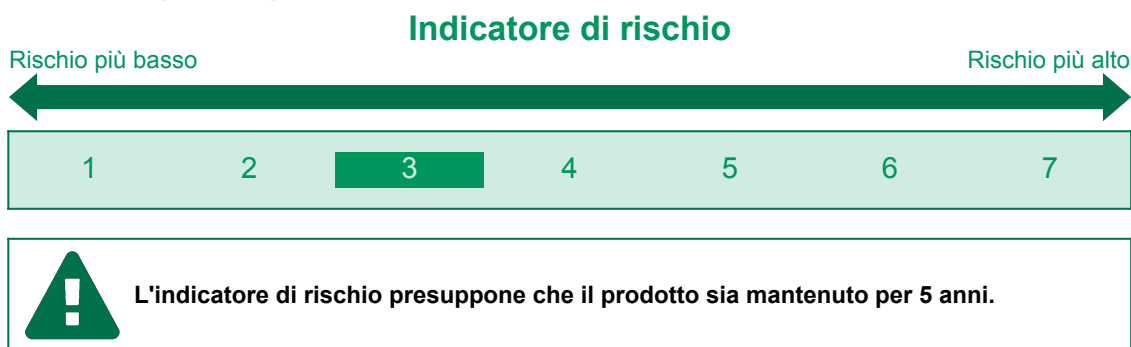 Indicatore di rischio
Rischio più basso Rischio più alto
1 2 3 4 5 6 7
L'indicatore di rischio presuppone che il prodotto sia mantenuto per 5 anni.